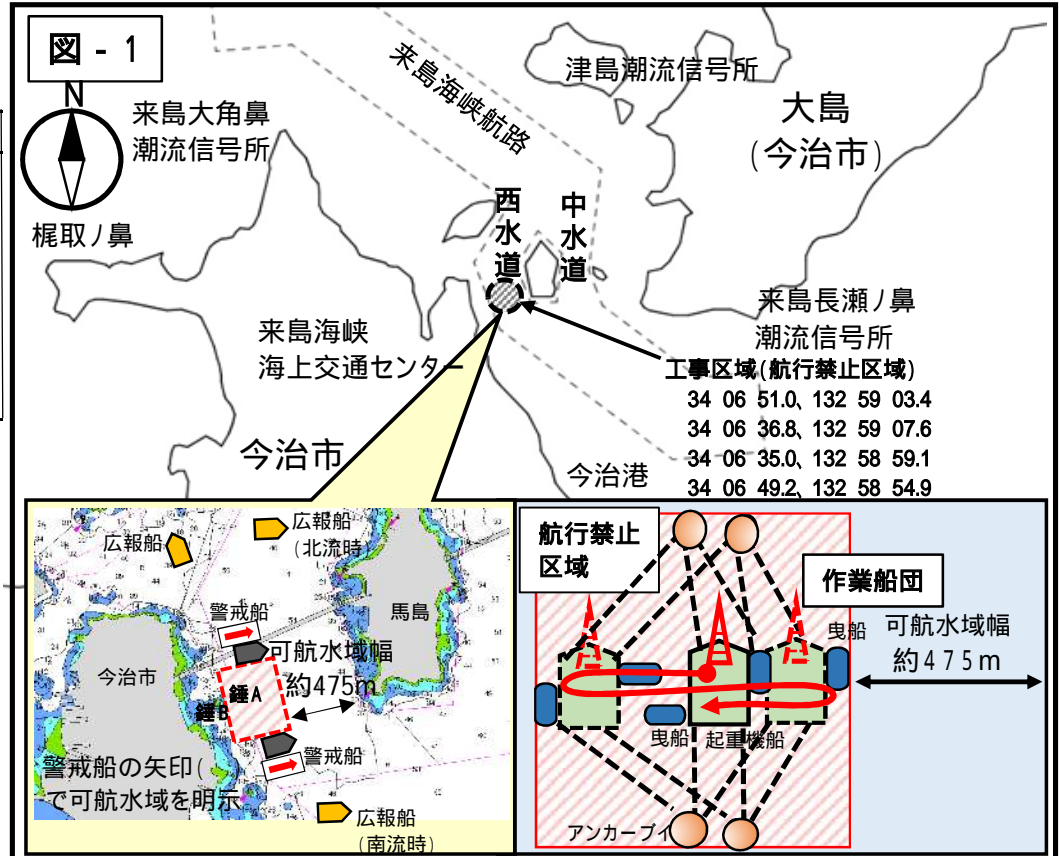 図 - 1
N
来島大角鼻
潮流信号所
梶取ノ鼻
来島海峡航路
津島潮流信号所
大島
(今治市)
西水道
中水道
来島海峡
海上交通センター
来島長瀬ノ鼻
潮流信号所
工事区域(航行禁止区域)
34 06 51.0、132 59 03.4
34 06 36.8、132 59 07.6
34 06 35.0、132 58 59.1
34 06 49.2、132 58 54.9
今治市
今治港
広報船
広報船
(北流時)
警戒船
馬島
可航水域幅
約475m
今治市
錘A
錘B
警戒船
警戒船の矢印(
で可航水域を明示
広報船
(南流時)
航行禁止
区域
作業船団
曳船
可航水域幅
約475m
曳船
起重機船
アンカーブイ